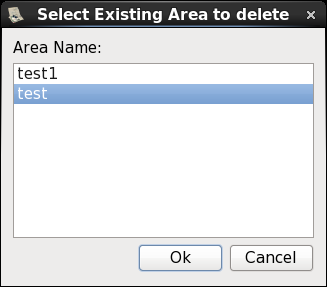 Select Existing Area to delete
Area Name:
test1
test
Ok
Cancel